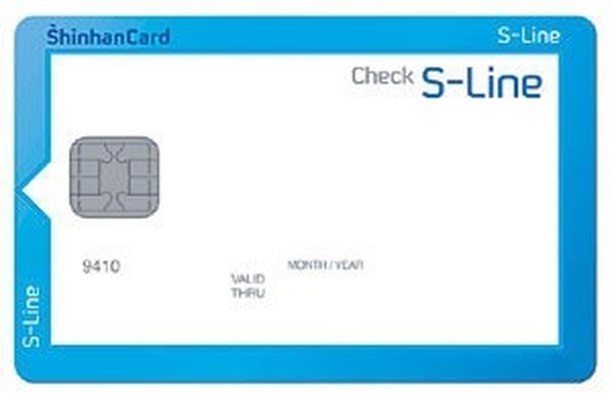 ShinhanCard
S-Line
Check S-Line
9410
MONTH / YEAR
VALID
THRU
S-Line